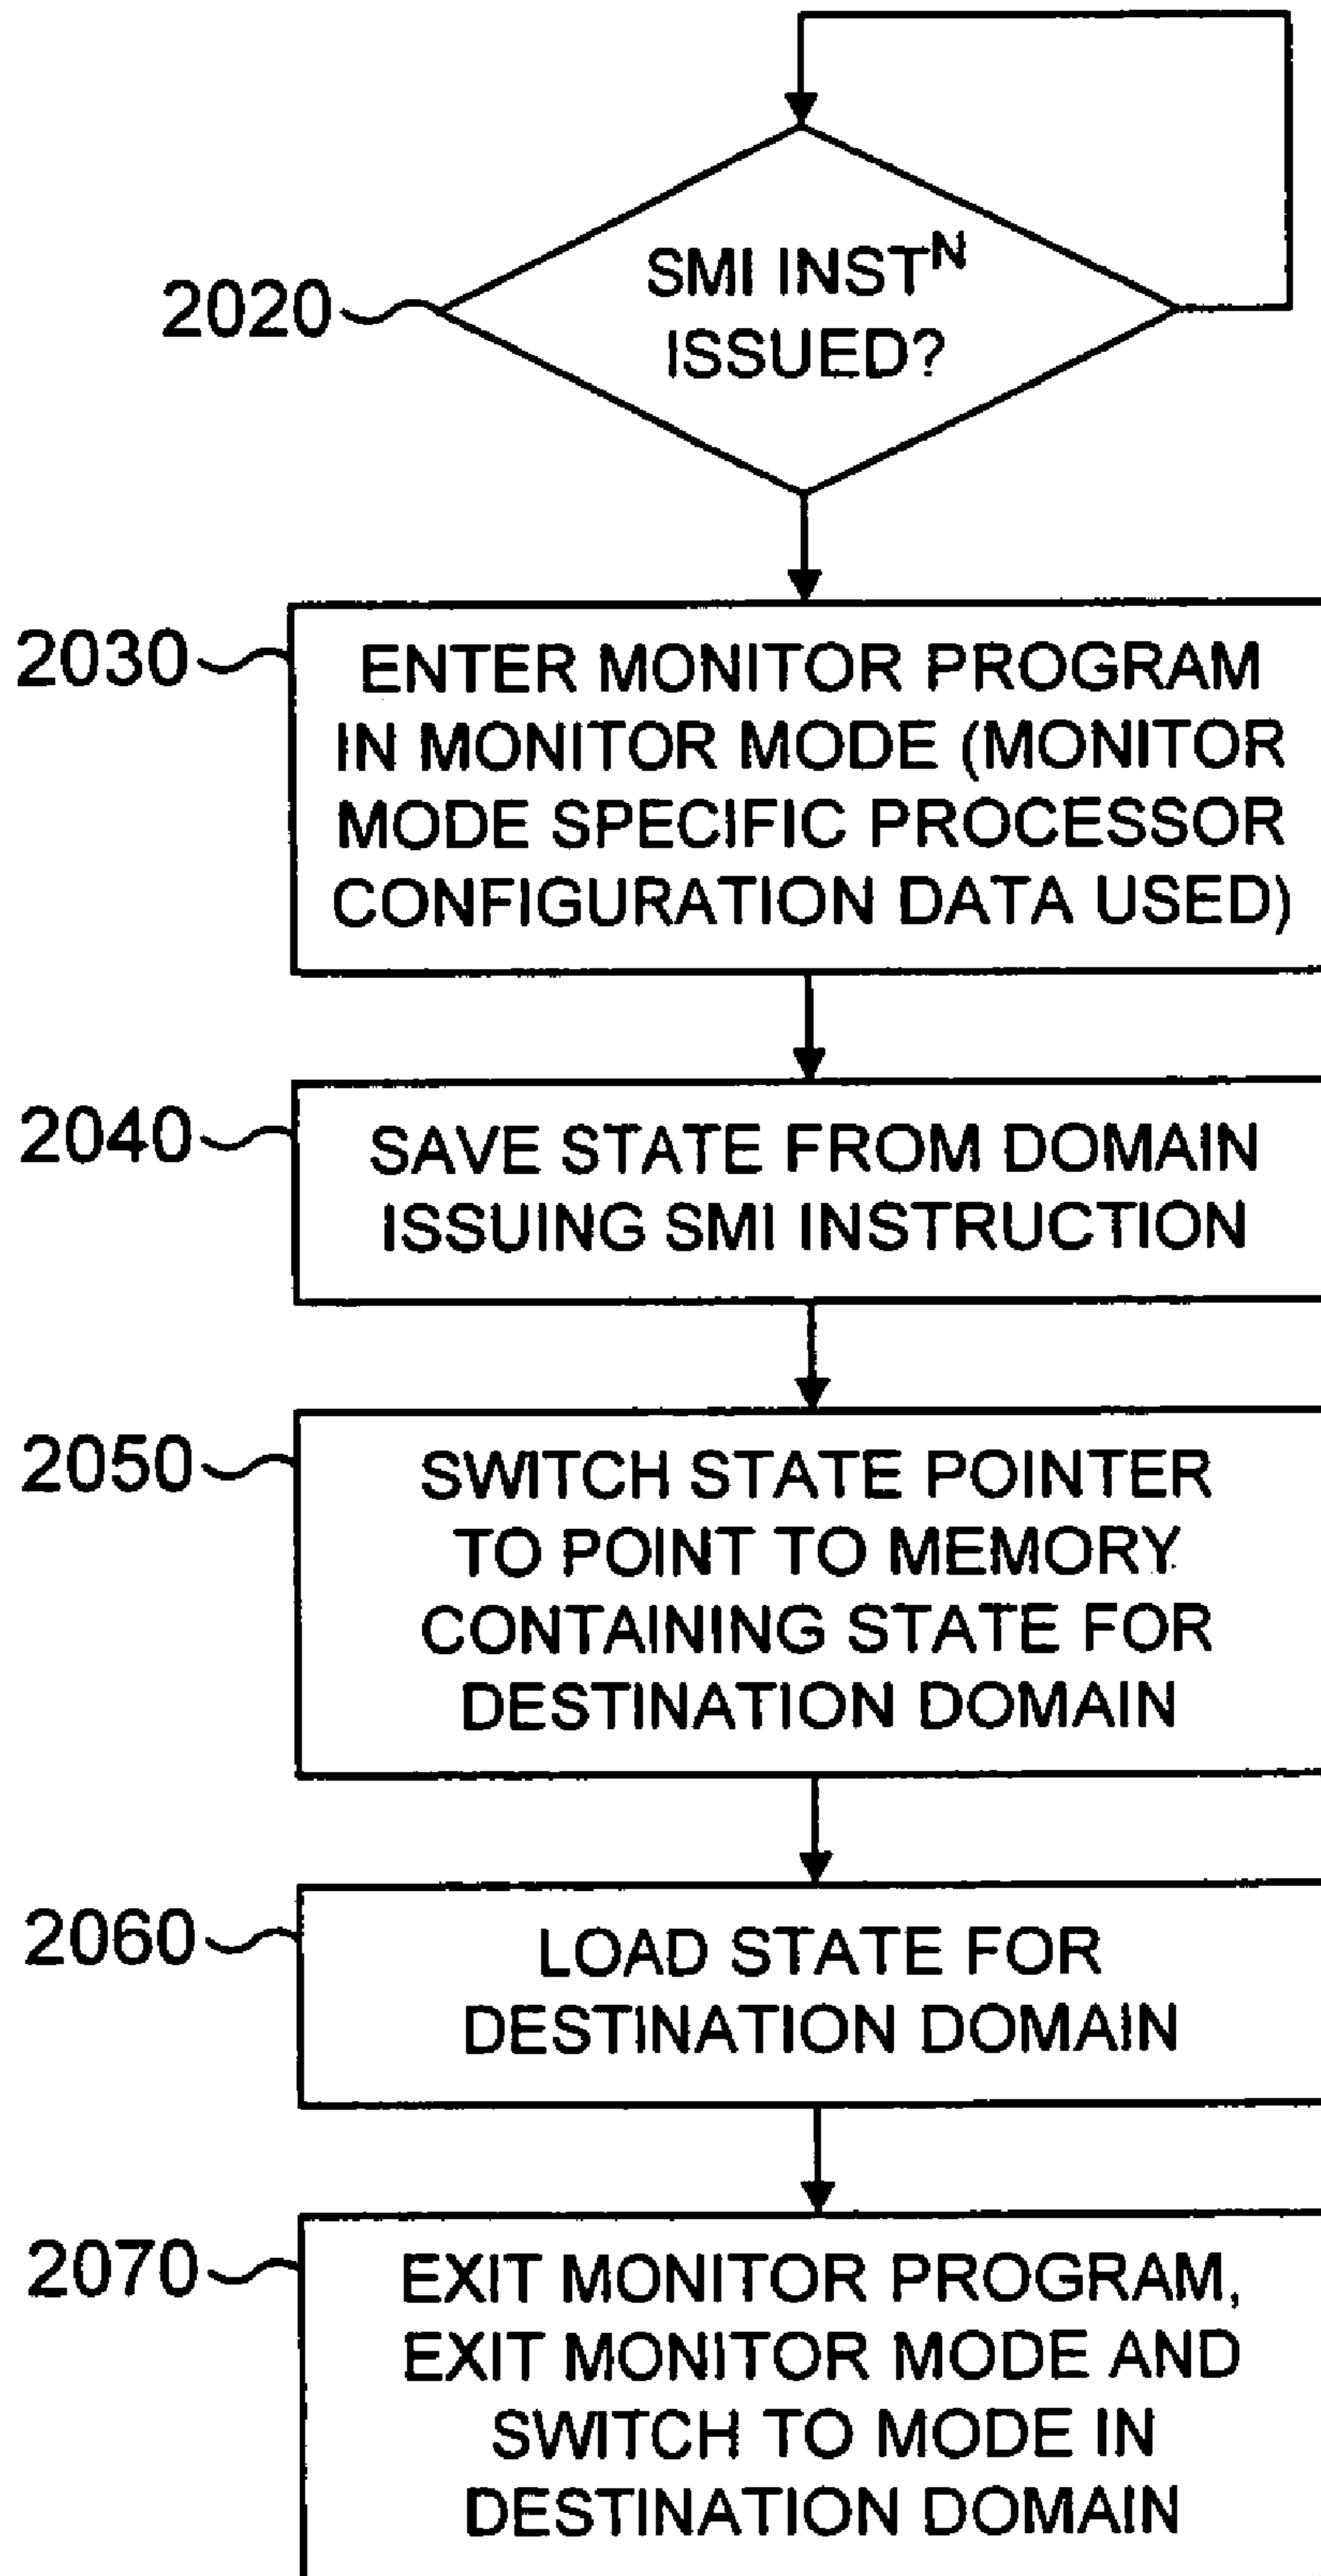 2020
SMI INSTᴺ
ISSUED?
2030
ENTER MONITOR PROGRAM
IN MONITOR MODE (MONITOR
MODE SPECIFIC PROCESSOR
CONFIGURATION DATA USED)
2040
SAVE STATE FROM DOMAIN
ISSUING SMI INSTRUCTION
2050
SWITCH STATE POINTER
TO POINT TO MEMORY
CONTAINING STATE FOR
DESTINATION DOMAIN
2060
LOAD STATE FOR
DESTINATION DOMAIN
2070
EXIT MONITOR PROGRAM,
EXIT MONITOR MODE AND
SWITCH TO MODE IN
DESTINATION DOMAIN